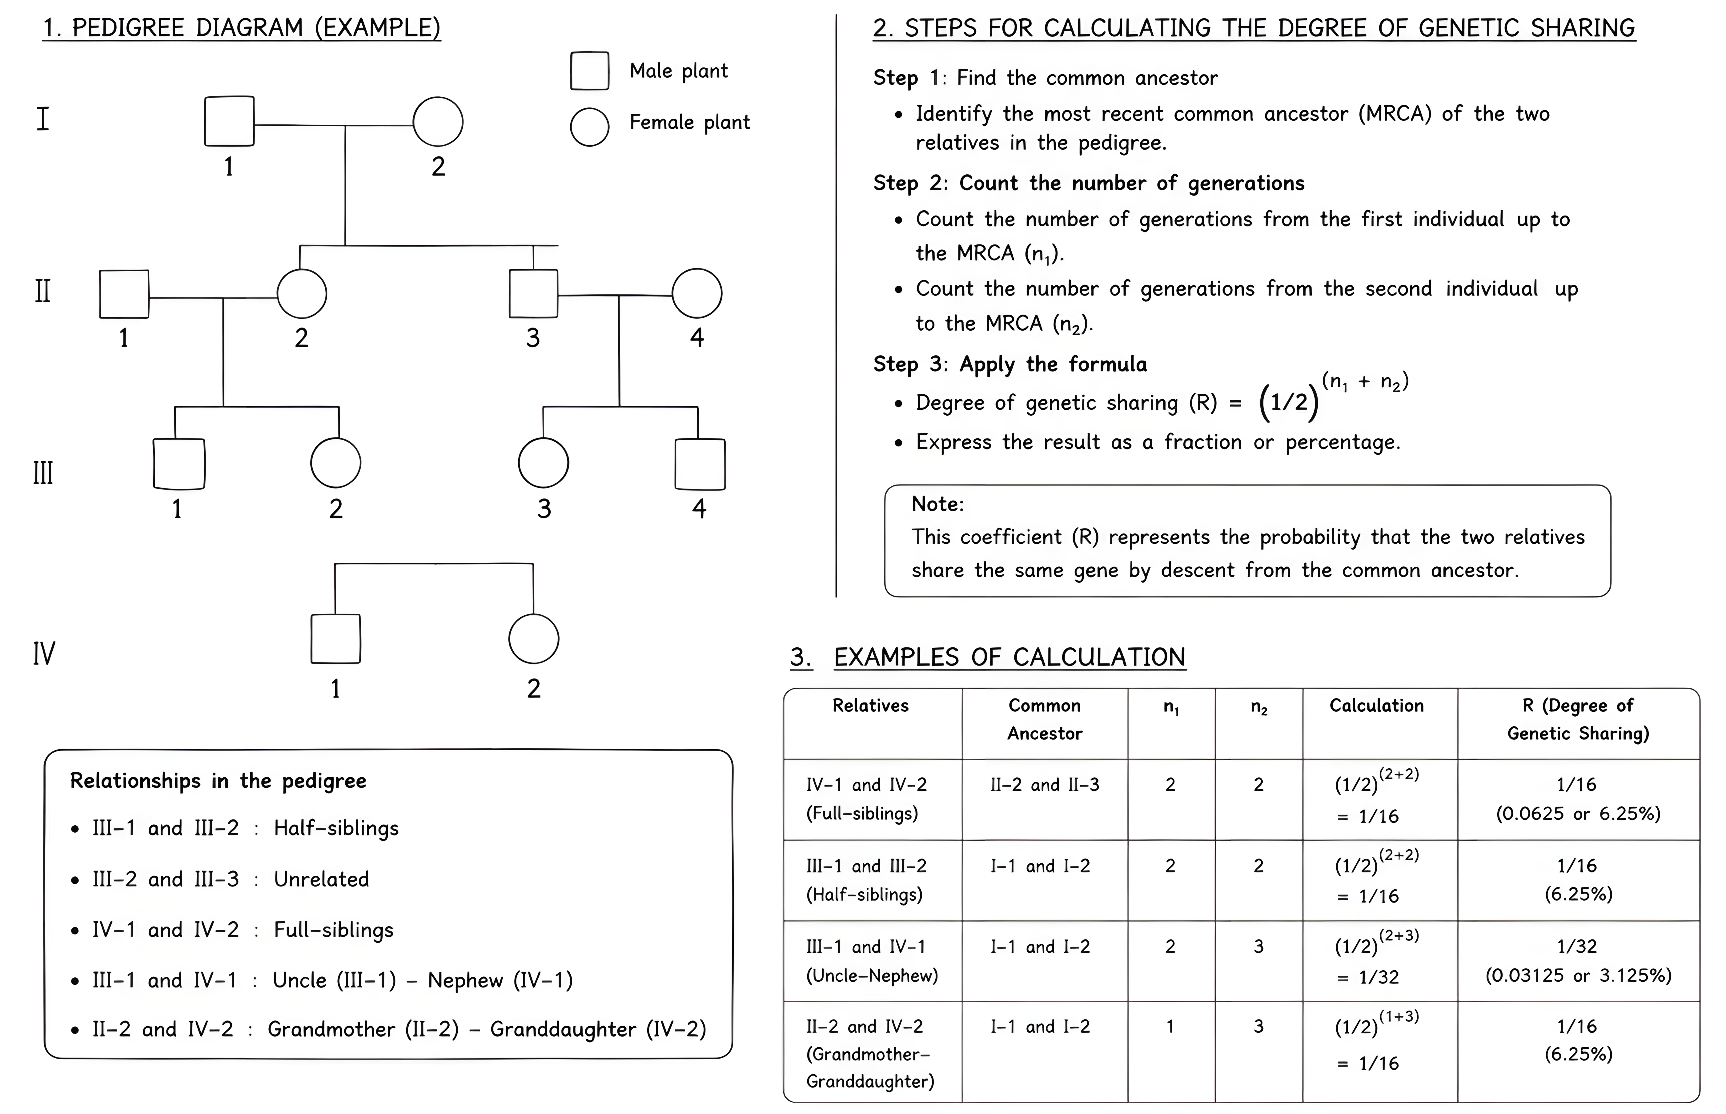 1. PEDIGREE DIAGRAM (EXAMPLE)
Male plant
Female plant
I
1
2
II
1
2
3
4
III
1
2
3
4
IV
1
2
Relationships in the pedigree
• III–1 and III–2 : Half–siblings
• III–2 and III–3 : Unrelated
• IV–1 and IV–2 : Full–siblings
• III–1 and IV–1 : Uncle (III–1) – Nephew (IV–1)
• II–2 and IV–2 : Grandmother (II–2) – Granddaughter (IV–2)
2. STEPS FOR CALCULATING THE DEGREE OF GENETIC SHARING
Step 1: Find the common ancestor
• Identify the most recent common ancestor (MRCA) of the two
relatives in the pedigree.
Step 2: Count the number of generations
• Count the number of generations from the first individual up to
the MRCA (n₁).
• Count the number of generations from the second individual up
to the MRCA (n₂).
Step 3: Apply the formula
• Degree of genetic sharing (R) = (1/2)^(n₁ + n₂)
• Express the result as a fraction or percentage.
Note:
This coefficient (R) represents the probability that the two relatives
share the same gene by descent from the common ancestor.
3. EXAMPLES OF CALCULATION
Relatives
Common
Ancestor
n₁
n₂
Calculation
R (Degree of
Genetic Sharing)
IV–1 and IV–2
(Full–siblings)
II–2 and II–3
2
2
(1/2)^(2+2)
= 1/16
1/16
(0.0625 or 6.25%)
III–1 and III–2
(Half–siblings)
I–1 and I–2
2
2
(1/2)^(2+2)
= 1/16
1/16
(6.25%)
III–1 and IV–1
(Uncle–Nephew)
I–1 and I–2
2
3
(1/2)^(2+3)
= 1/32
1/32
(0.03125 or 3.125%)
II–2 and IV–2
(Grandmother–
Granddaughter)
I–1 and I–2
1
3
(1/2)^(1+3)
= 1/16
1/16
(6.25%)